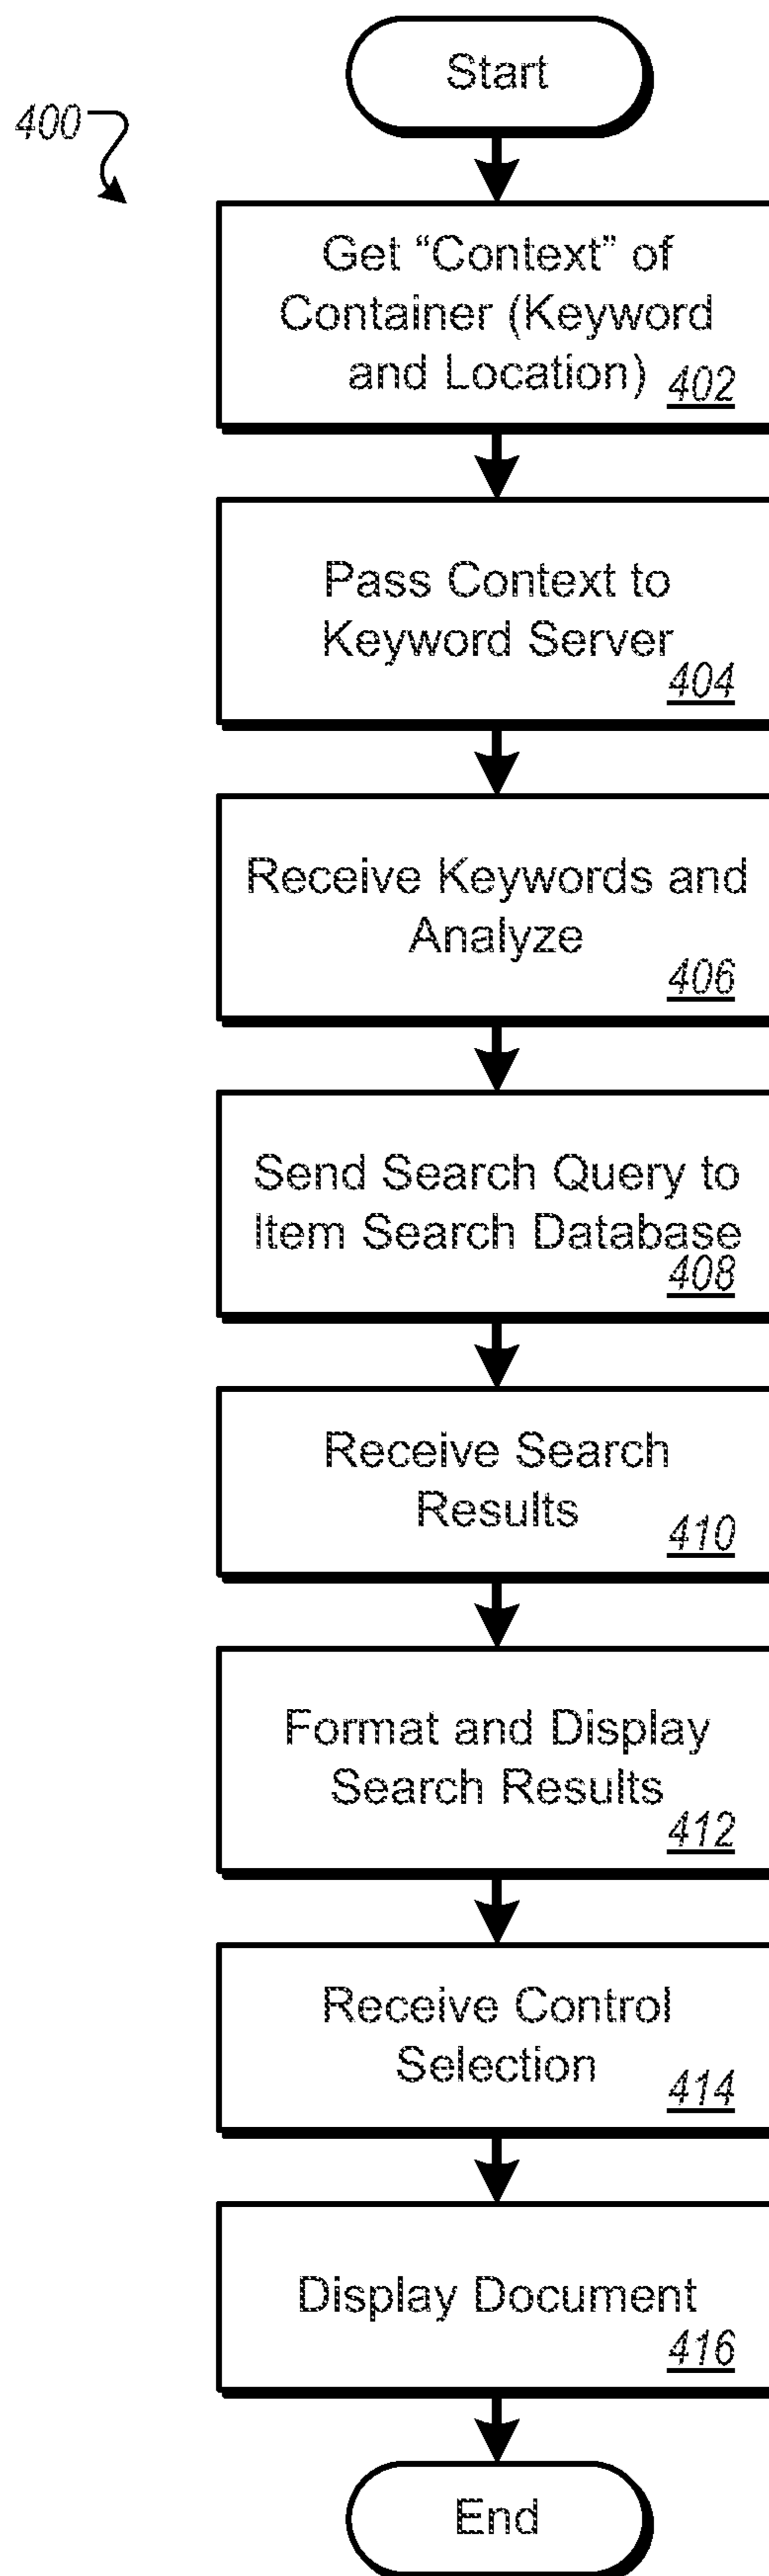 Start
400
Get “Context” of
Container (Keyword
and Location)
402
Pass Context to
Keyword Server
404
Receive Keywords and
Analyze
406
Send Search Query to
Item Search Database
408
Receive Search
Results
410
Format and Display
Search Results
412
Receive Control
Selection
414
Display Document
416
End